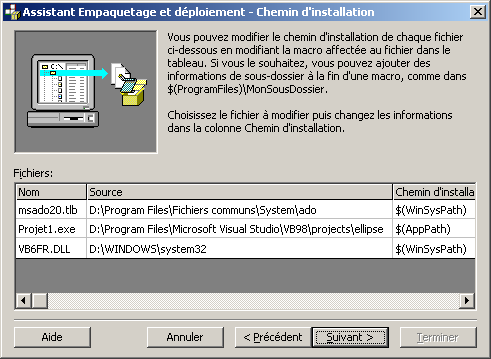 Assistant Empaquetage et déploiement - Chemin d'installation
Vous pouvez modifier le chemin d'installation de chaque fichier
ci-dessous en modifiant la macro affectée au fichier dans le
tableau. Si vous le souhaitez, vous pouvez ajouter des
informations de sous-dossier à la fin d'une macro, comme dans
$(ProgramFiles)\MonSousDossier.
Choisissez le fichier à modifier puis changez les informations
dans la colonne Chemin d'installation.
Fichiers:
Nom Source Chemin d'installa
msado20.tlb D:\Program Files\Fichiers communs\System\ado $(WinSysPath)
Projet1.exe D:\Program Files\Microsoft Visual Studio\VB98\projects\ellipse $(AppPath)
VB6FR.DLL D:\WINDOWS\system32 $(WinSysPath)
Aide Annuler < Précédent Suivant > Terminer